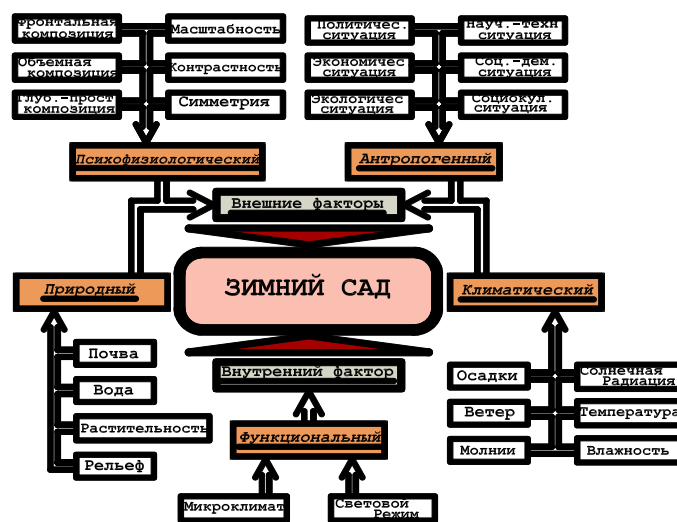 Фронтальная
композиция
Масштабность
Объемная
композиция
Контрастность
Глуб.-прост
композиция
Симметрия
Политичес.
ситуация
Науч.-техн
ситуация
Экономичес
ситуация
Соц.-дем.
ситуация
Экологичес
ситуация
Социокул.
ситуация
Психофизиологический
Антропогенный
Внешние факторы
Природный
ЗИМНИЙ САД
Климатический
Почва
Вода
Растительность
Рельеф
Внутренний фактор
Функциональный
Микроклимат
Световой
Режим
Осадки
Солнечная
Радиация
Ветер
Температура
Молнии
Влажность